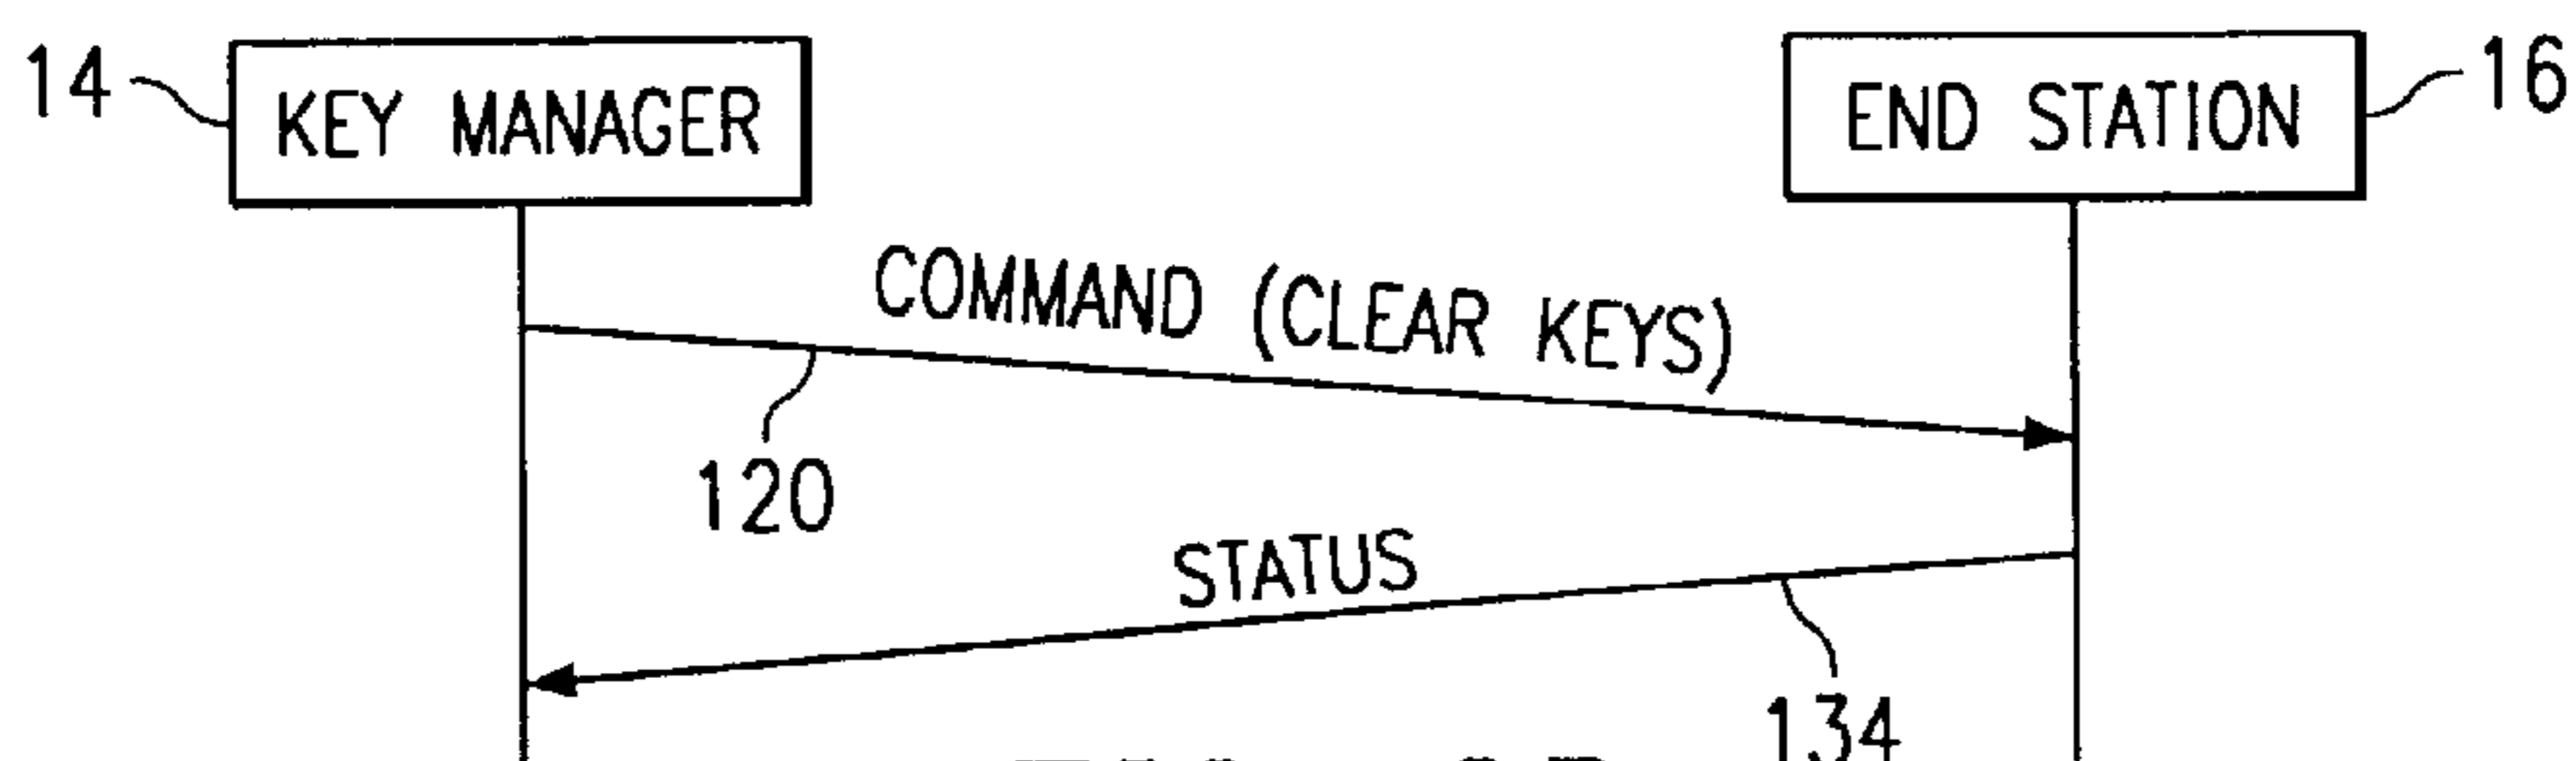 14
KEY MANAGER
END STATION
16
COMMAND (CLEAR KEYS)
120
STATUS
134